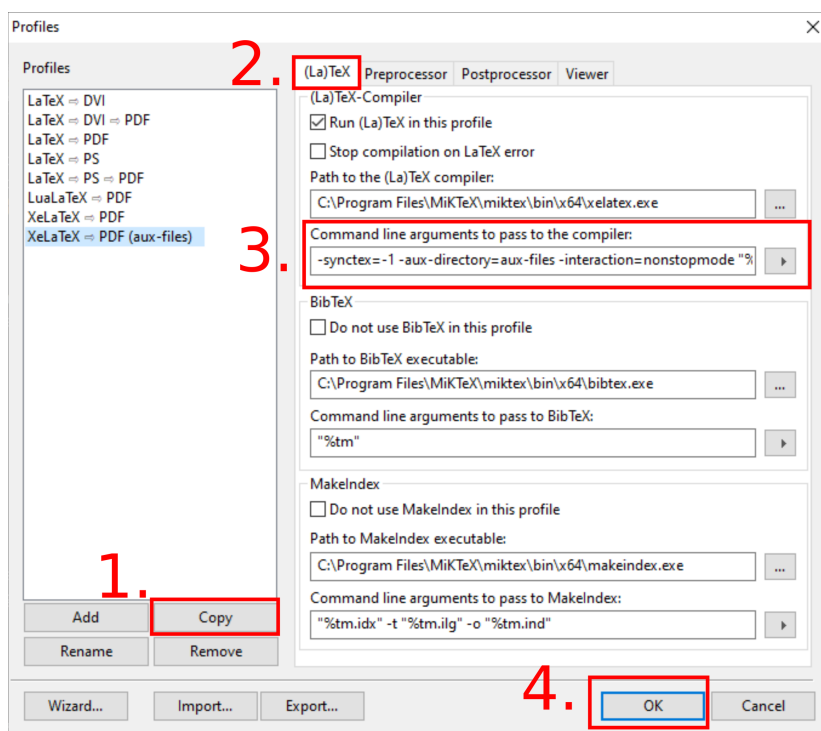 Profiles
Profiles
LaTeX ⇨ DVI
LaTeX ⇨ DVI ⇨ PDF
LaTeX ⇨ PDF
LaTeX ⇨ PS
LaTeX ⇨ PS ⇨ PDF
LuaLaTeX ⇨ PDF
XeLaTeX ⇨ PDF
XeLaTeX ⇨ PDF (aux-files)
1.
Add Copy
Rename Remove
2.
(La)TeX Preprocessor Postprocessor Viewer
(La)TeX-Compiler
Run (La)TeX in this profile
Stop compilation on LaTeX error
Path to the (La)TeX compiler:
C:\Program Files\MiKTeX\miktex\bin\x64\xelatex.exe ...
3.
Command line arguments to pass to the compiler:
-synctex=-1 -aux-directory=aux-files -interaction=nonstopmode "%
BibTeX
Do not use BibTeX in this profile
Path to BibTeX executable:
C:\Program Files\MiKTeX\miktex\bin\x64\bibtex.exe ...
Command line arguments to pass to BibTeX:
"%tm"
MakeIndex
Do not use MakeIndex in this profile
Path to MakeIndex executable:
C:\Program Files\MiKTeX\miktex\bin\x64\makeindex.exe ...
Command line arguments to pass to MakeIndex:
"%tm.idx" -t "%tm.ilg" -o "%tm.ind"
4.
Wizard... Import... Export... OK Cancel